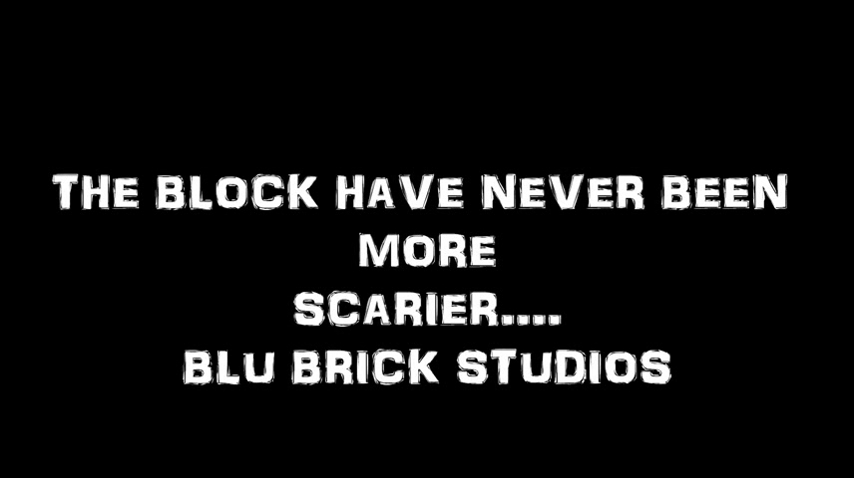 THE BLOCK HAVE NEVER BEEN
MORE
SCARIER....
BLU BRICK STUDIOS